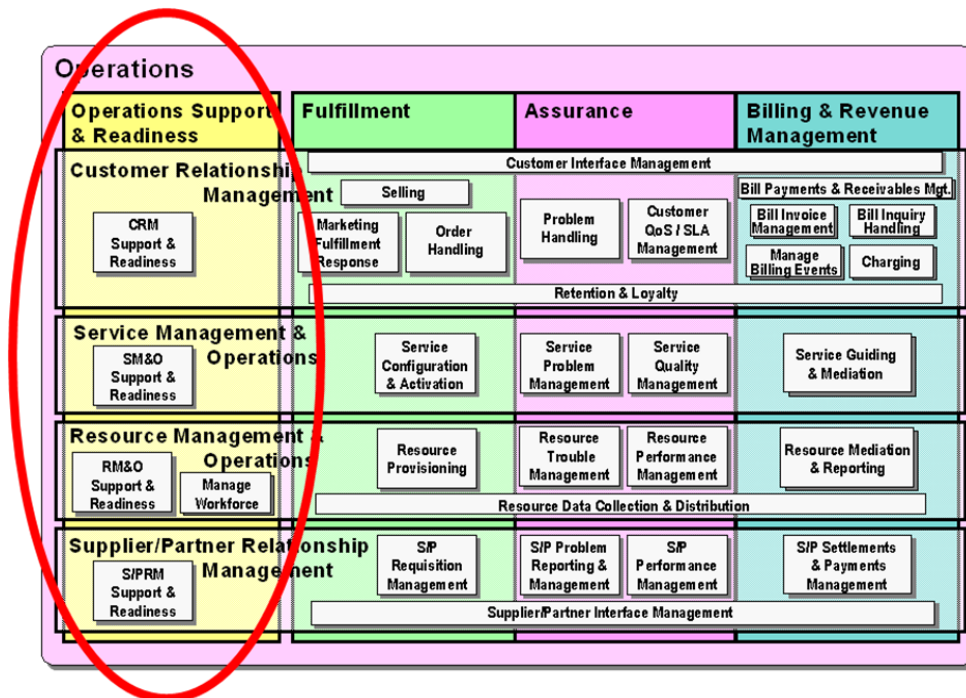 Operations
Operations Support
& Readiness
Fulfillment
Assurance
Billing & Revenue
Management
Customer Relationship
Management
CRM
Support &
Readiness
Customer Interface Management
Selling
Marketing
Fulfillment
Response
Order
Handling
Problem
Handling
Customer
QoS / SLA
Management
Bill Payments & Receivables Mgt.
Bill Invoice
Management
Bill Inquiry
Handling
Manage
Billing Events
Charging
Retention & Loyalty
Service Management &
Operations
SM&O
Support &
Readiness
Service
Configuration
& Activation
Service
Problem
Management
Service
Quality
Management
Service Guiding
& Mediation
Resource Management &
Operations
RM&O
Support &
Readiness
Manage
Workforce
Resource
Provisioning
Resource
Trouble
Management
Resource
Performance
Management
Resource Mediation
& Reporting
Resource Data Collection & Distribution
Supplier/Partner Relationship
Management
S/PRM
Support &
Readiness
S/P
Requisition
Management
S/P Problem
Reporting &
Management
S/P
Performance
Management
S/P Settlements
& Payments
Management
Supplier/Partner Interface Management